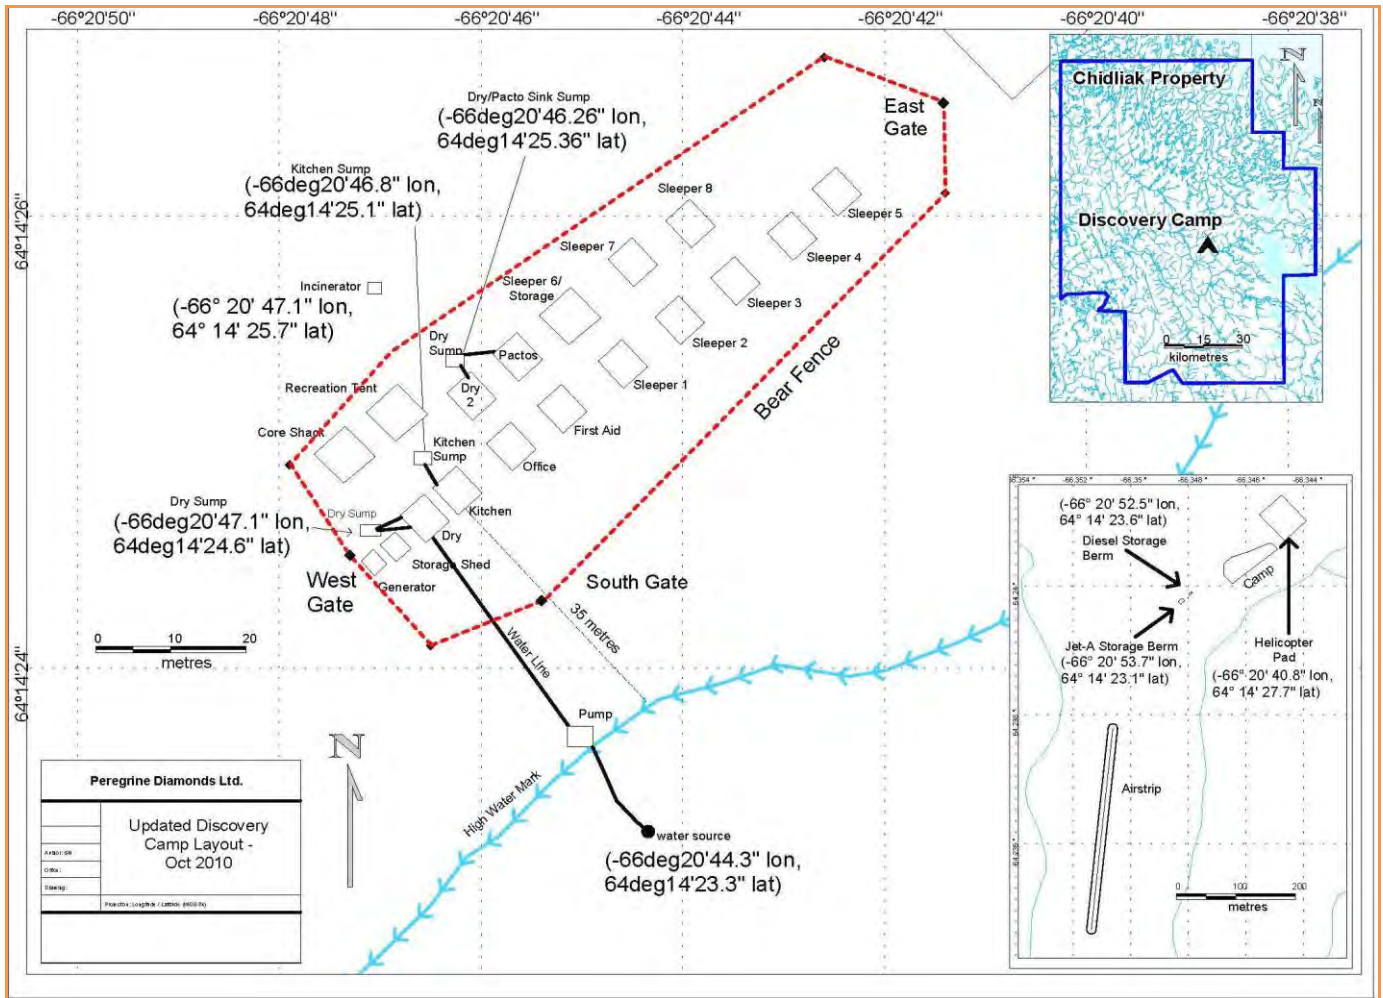 -66°20'50"
-66°20'48"
-66°20'46"
-66°20'44"
-66°20'42"
-66°20'40"
-66°20'38"
64°14'26"
64°14'24"
Dry/Pacto Sink Sump
(-66deg20'46.26" lon,
64deg14'25.36" lat)
Kitchen Sump
(-66deg20'46.8" lon,
64deg14'25.1" lat)
Incinerator
(-66° 20' 47.1" lon,
64° 14' 25.7" lat)
East
Gate
Sleeper 8
Sleeper 5
Sleeper 7
Sleeper 4
Sleeper 6/
Storage
Sleeper 3
Dry
Sump
Pactos
Sleeper 2
Dry
2
Sleeper 1
Bear Fence
Recreation Tent
Core Shack
First Aid
Kitchen
Sump
Office
Kitchen
Dry Sump
(-66deg20'47.1" lon,
64deg14'24.6" lat)
Dry Sump
Dry
Storage Shed
Generator
West
Gate
South Gate
35 metres
Water Line
0 10 20
metres
Pump
High Water Mark
water source
(-66deg20'44.3" lon,
64deg14'23.3" lat)
N
Peregrine Diamonds Ltd.
Updated Discovery
Camp Layout -
Oct 2010
Chidliak Property
N
Discovery Camp
0 15 30
kilometres
-66.352
-66.35
-66.348
-66.346
-66.344
(-66° 20' 52.5" lon,
64° 14' 23.6" lat)
Diesel Storage
Berm
Camp
Jet-A Storage Berm
(-66° 20' 53.7" lon,
64° 14' 23.1" lat)
Helicopter
Pad
(-66° 20' 40.8" lon,
64° 14' 27.7" lat)
Airstrip
0 100 200
metres